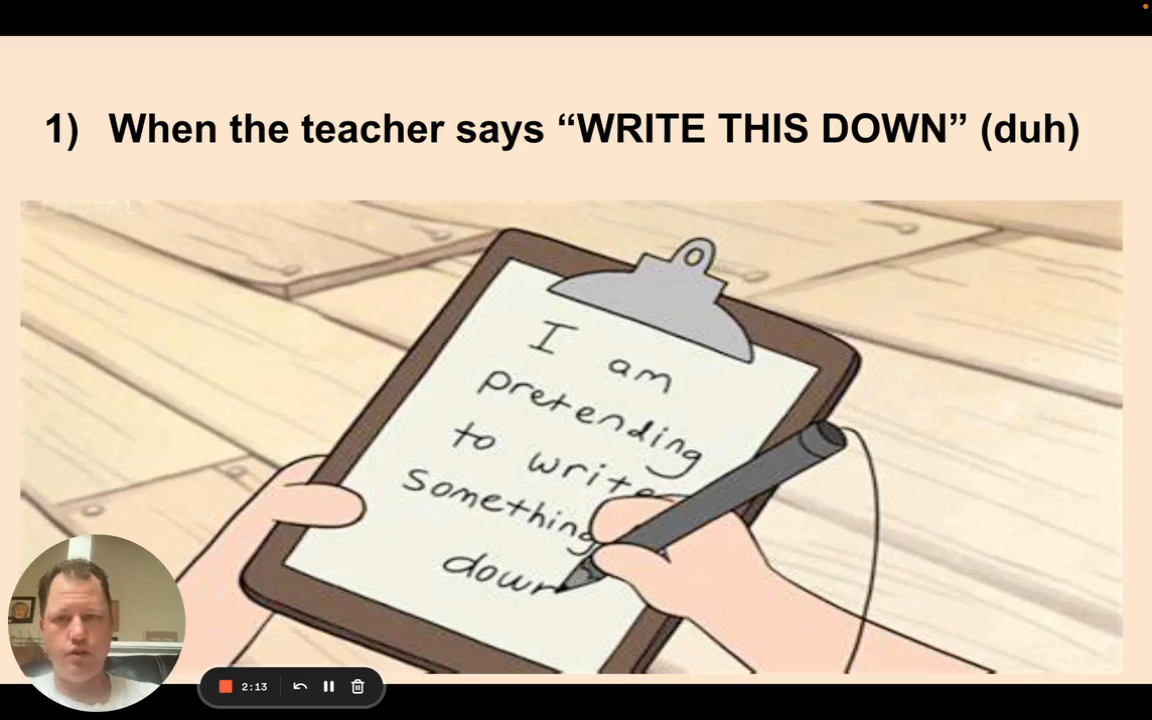 1) When the teacher says “WRITE THIS DOWN” (duh)
I am
pretending
to write
something
down
2:13